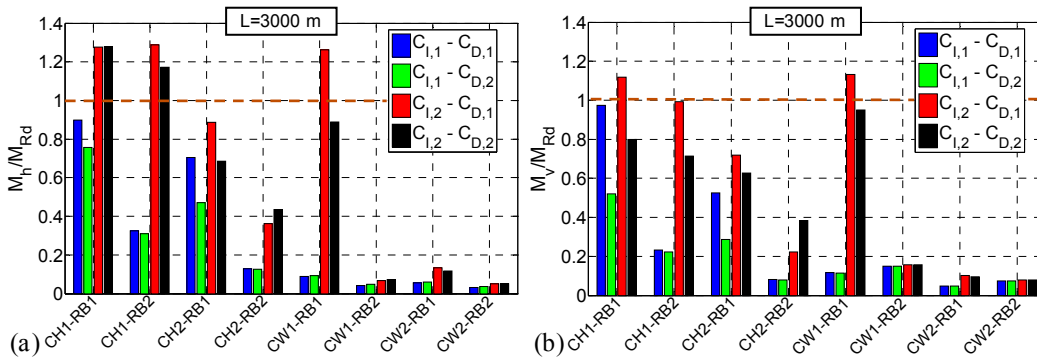 L=3000 m
1.4
1.2
1
0.8
0.6
0.4
0.2
0
M_h/M_Rd
C_I,1 - C_D,1
C_I,1 - C_D,2
C_I,2 - C_D,1
C_I,2 - C_D,2
CH1-RB1
CH1-RB2
CH2-RB1
CH2-RB2
CW1-RB1
CW1-RB2
CW2-RB1
CW2-RB2
(a)
L=3000 m
1.4
1.2
1
0.8
0.6
0.4
0.2
0
M_v/M_Rd
C_I,1 - C_D,1
C_I,1 - C_D,2
C_I,2 - C_D,1
C_I,2 - C_D,2
CH1-RB1
CH1-RB2
CH2-RB1
CH2-RB2
CW1-RB1
CW1-RB2
CW2-RB1
CW2-RB2
(b)